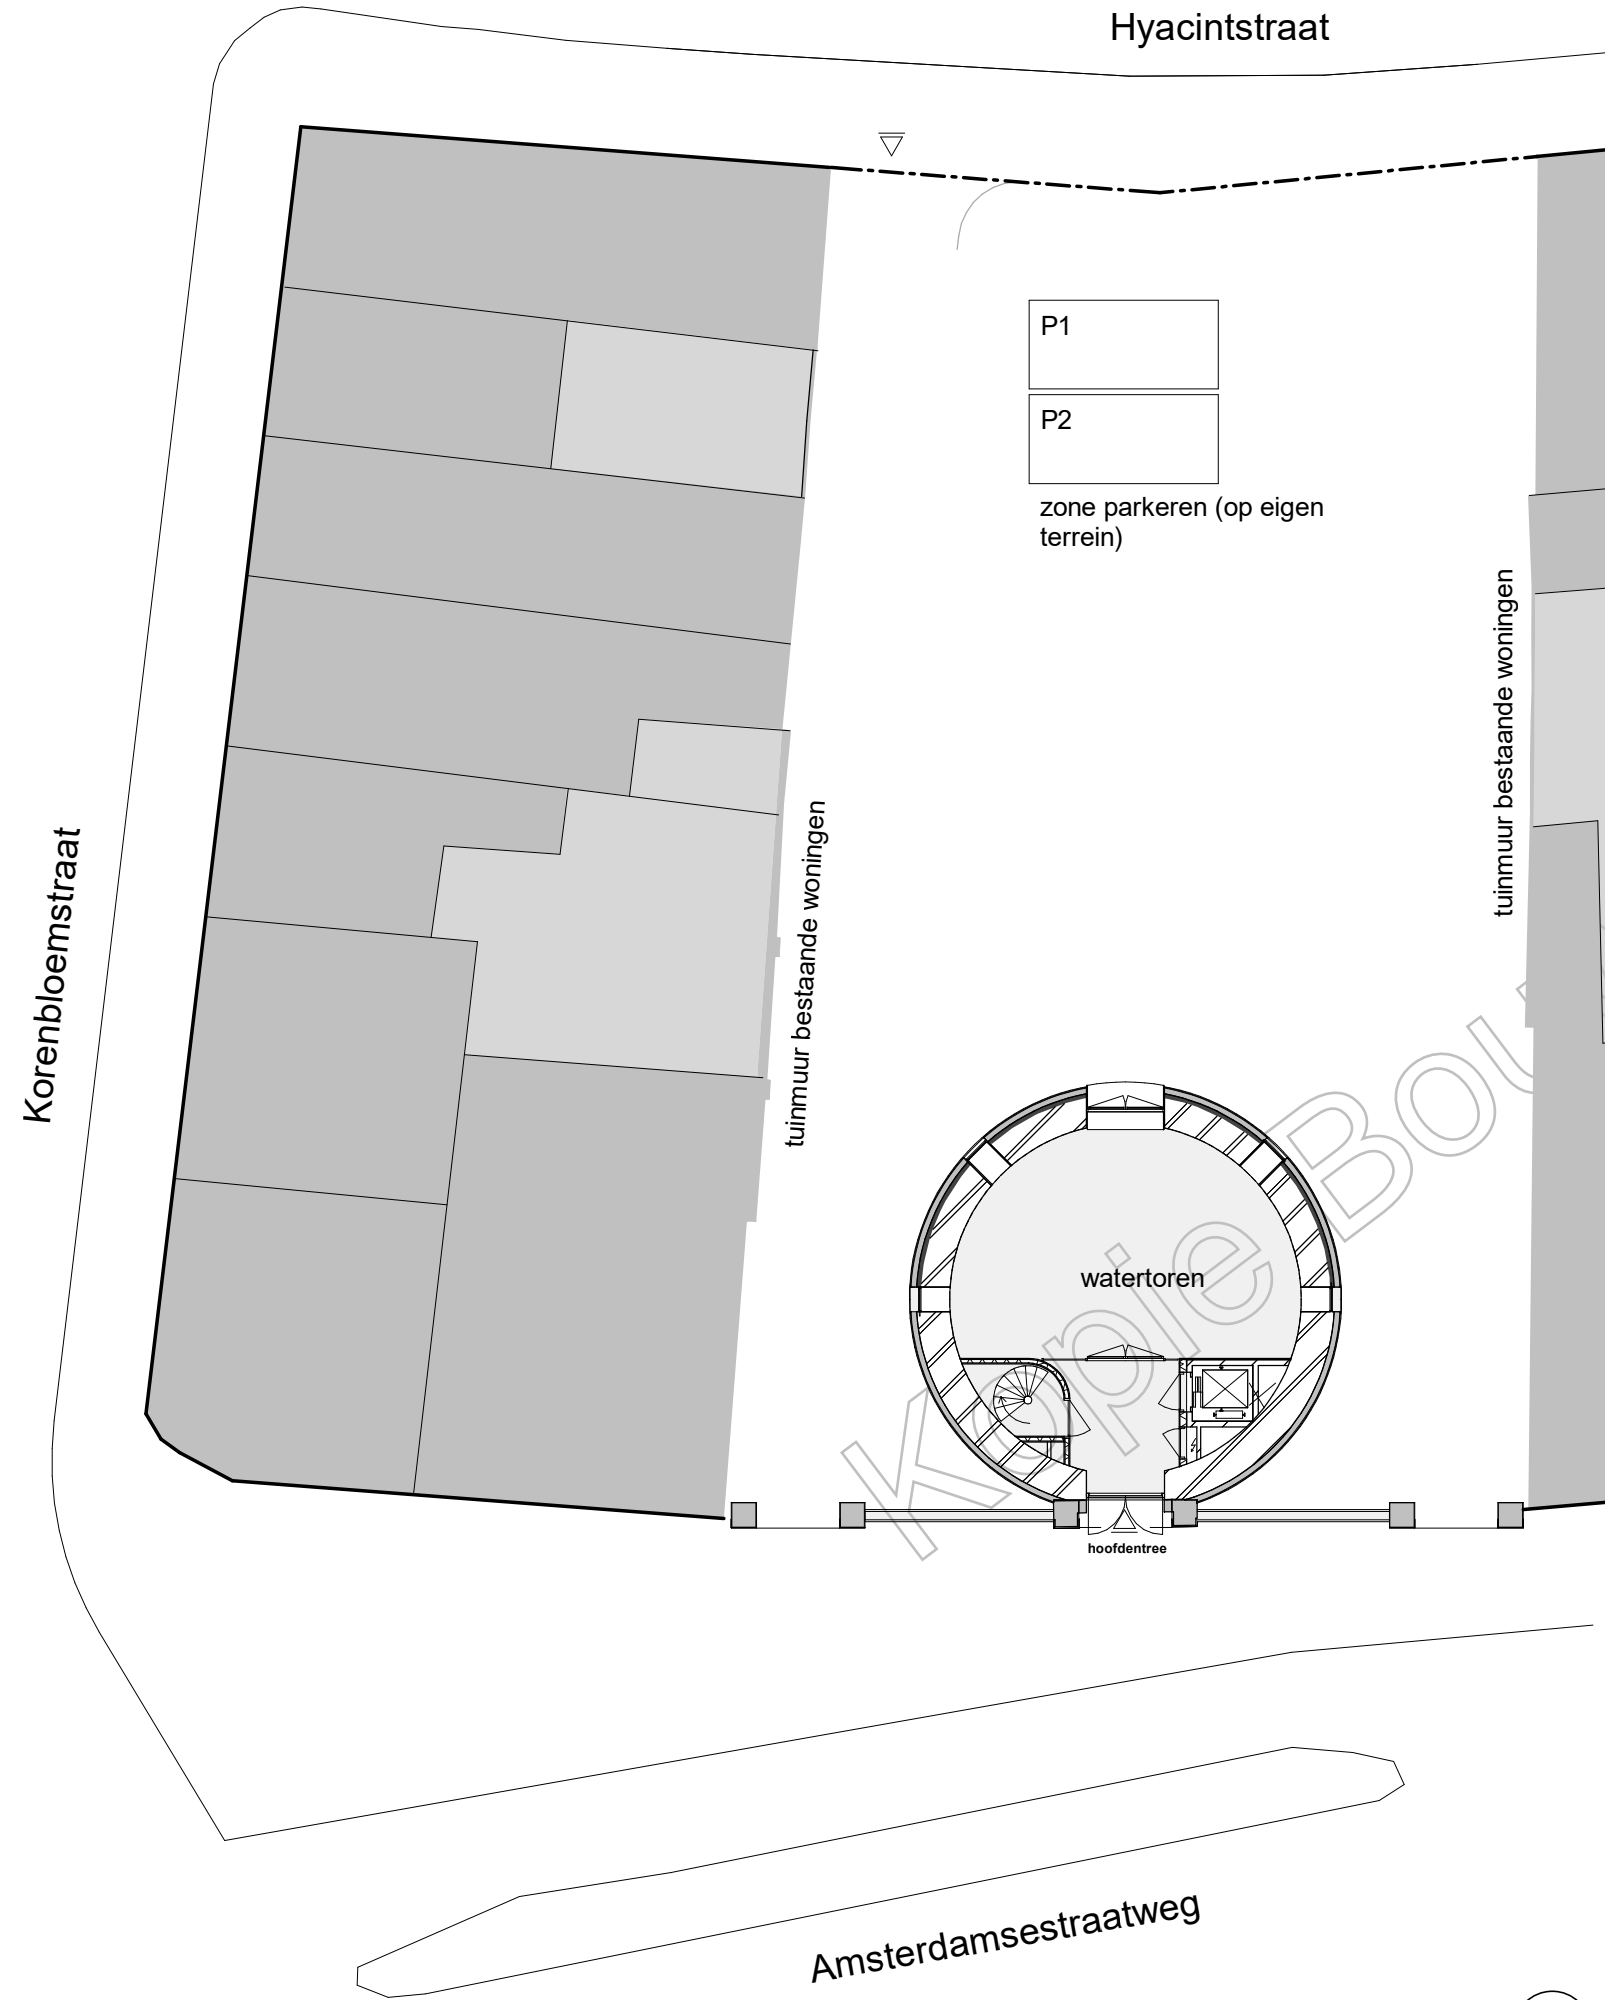 Hyacintstraat
P1
P2
zone parkeren (op eigen
terrein)
tuinmuur bestaande woningen
Korenbloemstraat
tuinmuur bestaande woningen
watertoren
Kopie Bou
hoofdentree
Amsterdamsestraatweg